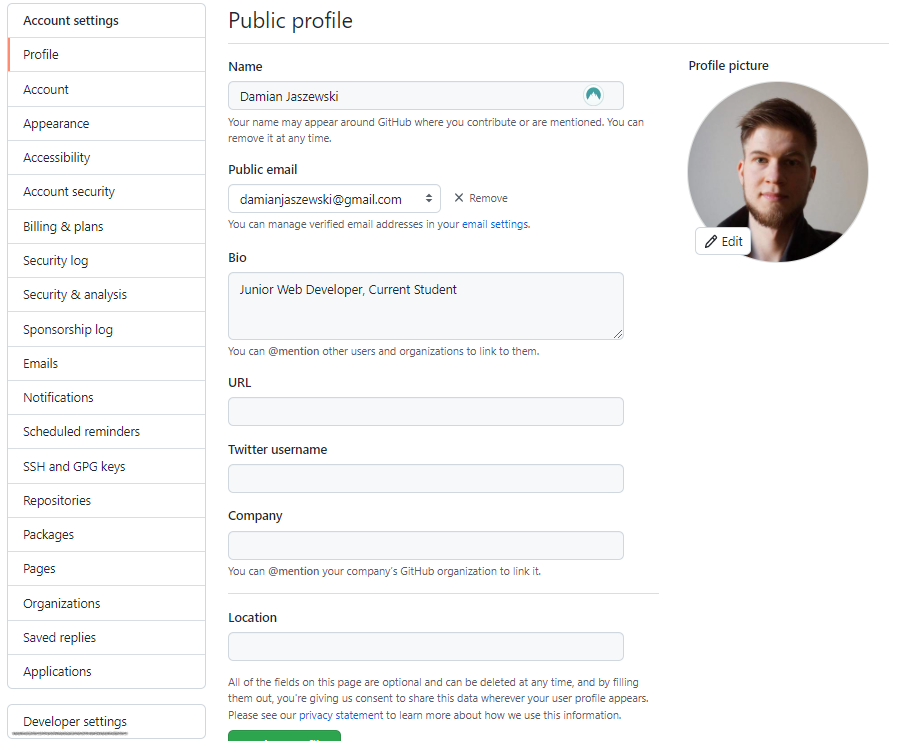 Account settings
Profile
Account
Appearance
Accessibility
Account security
Billing & plans
Security log
Security & analysis
Sponsorship log
Emails
Notifications
Scheduled reminders
SSH and GPG keys
Repositories
Packages
Pages
Organizations
Saved replies
Applications
Developer settings
Public profile
Name
Damian Jaszewski
Your name may appear around GitHub where you contribute or are mentioned. You can
remove it at any time.
Public email
damianjaszewski@gmail.com
Remove
You can manage verified email addresses in your email settings.
Bio
Junior Web Developer, Current Student
You can @mention other users and organizations to link to them.
URL
Twitter username
Company
You can @mention your company's GitHub organization to link it.
Location
All of the fields on this page are optional and can be deleted at any time, and by filling
them out, you're giving us consent to share this data wherever your user profile appears.
Please see our privacy statement to learn more about how we use this information.
Profile picture
Edit